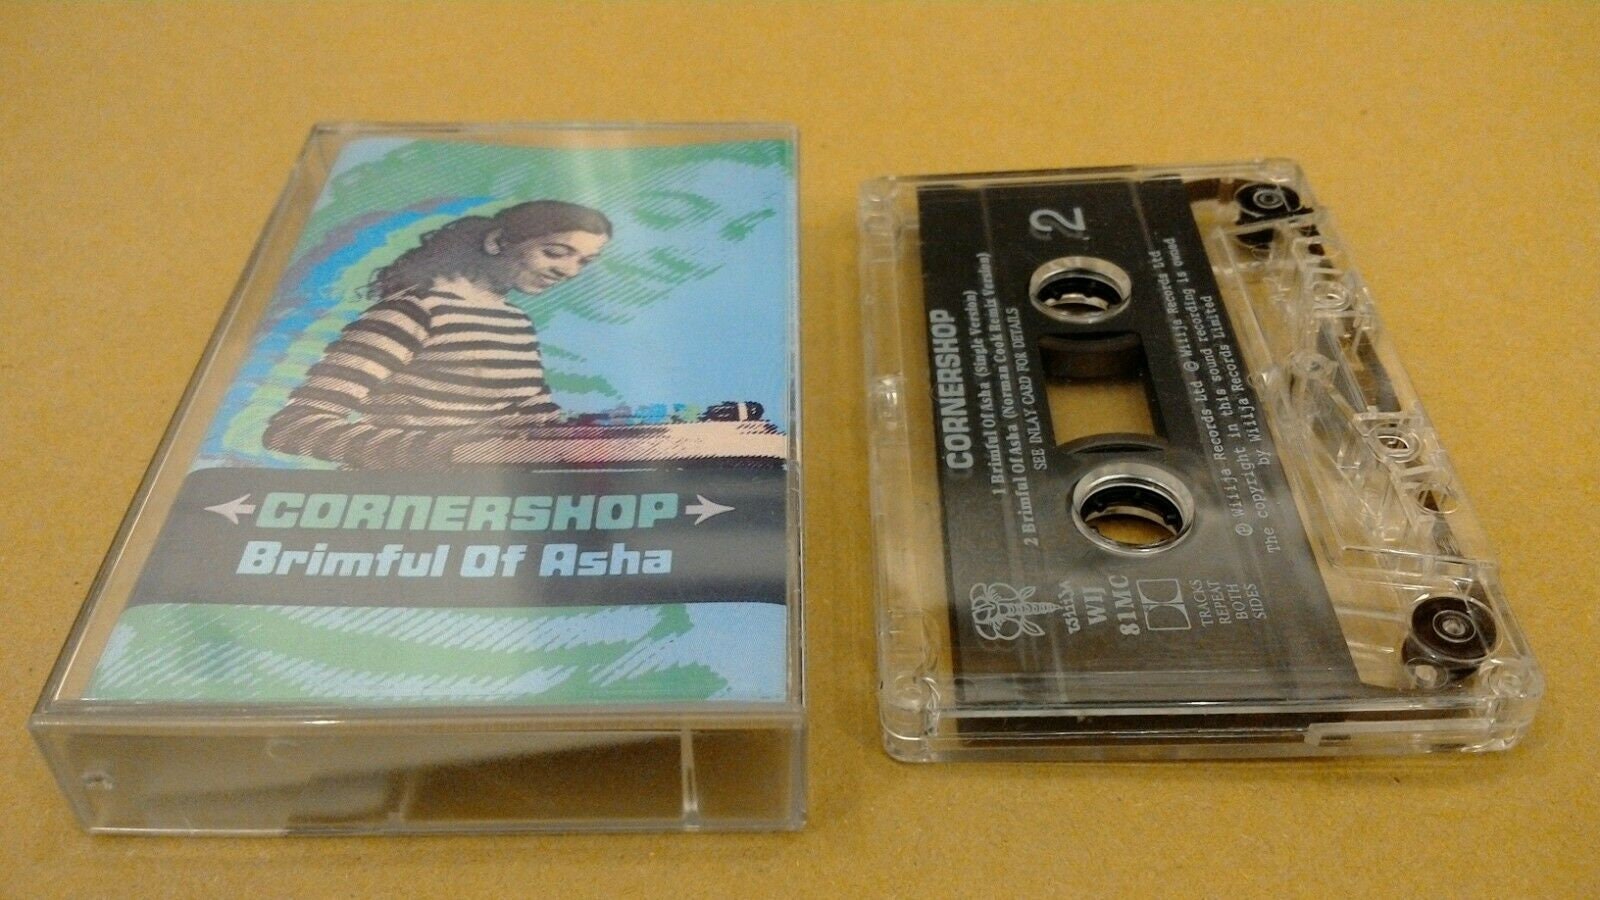 CORNERSHOP
Brimful Of Asha
2
CORNERSHOP
1 Brimful Of Asha (Single Version)
2 Brimful Of Asha (Norman Cook Remix Version)
SEE INLAY CARD FOR DETAILS
WIJ
81MC
TRACKS
REPEAT
BOTH
SIDES
℗ Wiiija Records Ltd © Wiiija Records Ltd
The copyright in this sound recording is owned
by Wiiija Records Limited